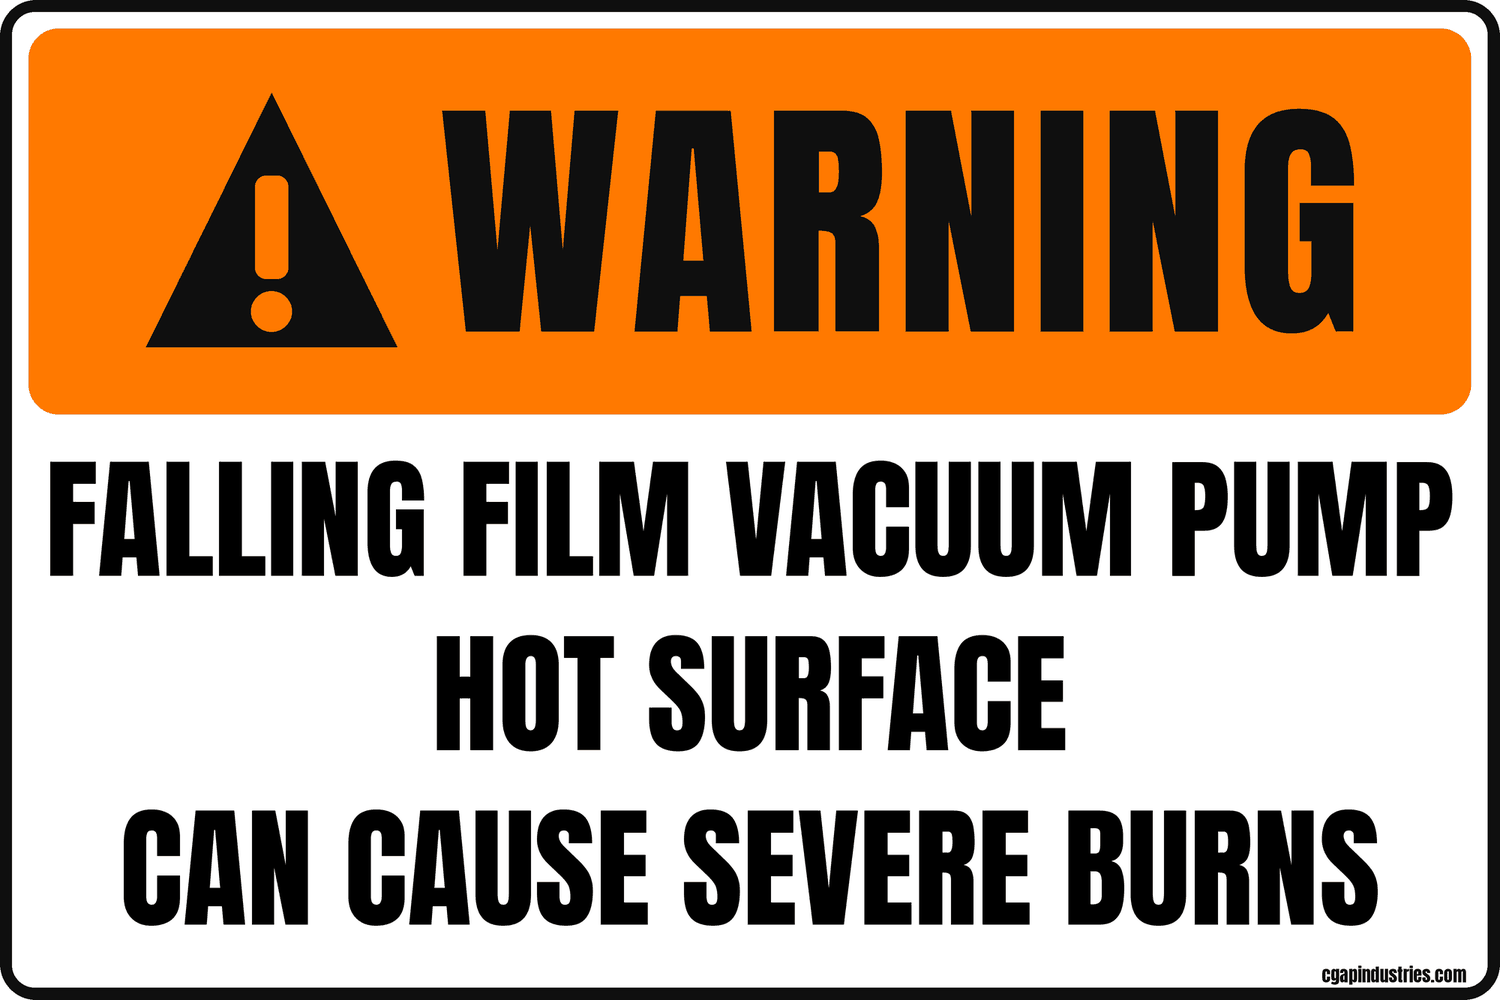 WARNING
FALLING FILM VACUUM PUMP
HOT SURFACE
CAN CAUSE SEVERE BURNS
cgapindustries.com